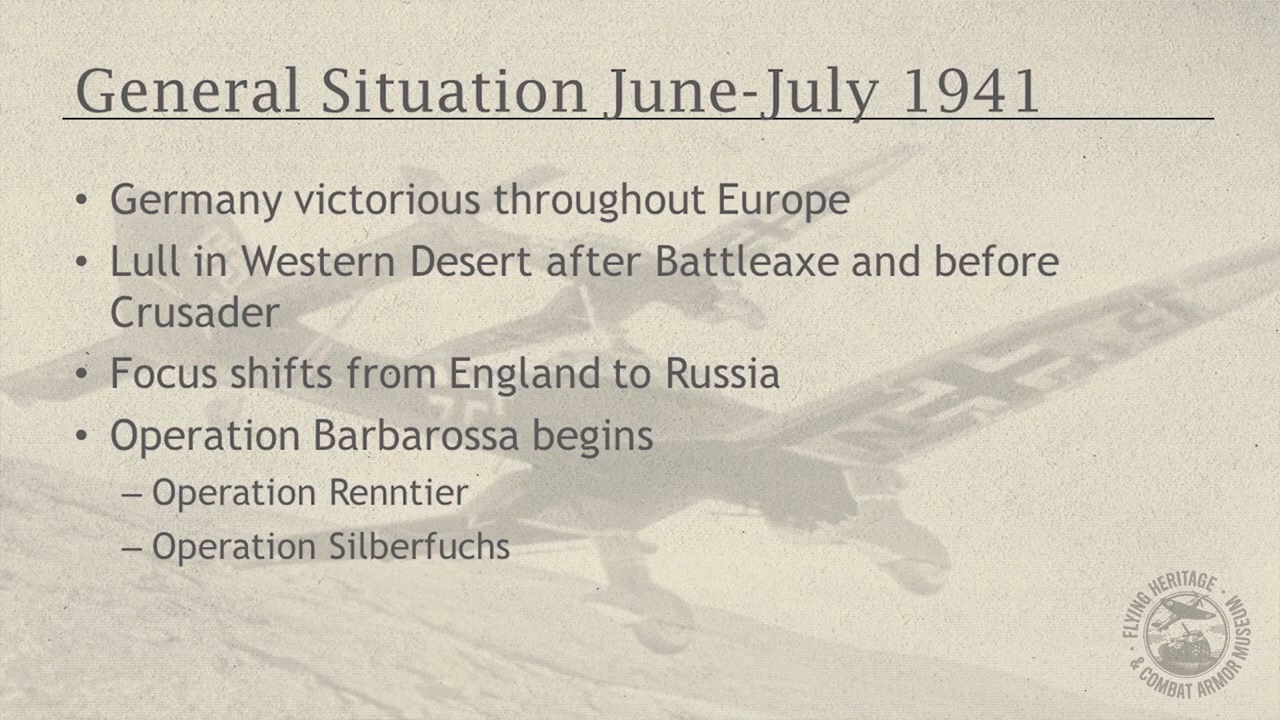 General Situation June-July 1941
• Germany victorious throughout Europe
• Lull in Western Desert after Battleaxe and before
Crusader
• Focus shifts from England to Russia
• Operation Barbarossa begins
– Operation Renntier
– Operation Silberfuchs
FLYING HERITAGE · & COMBAT ARMOR MUSEUM ·